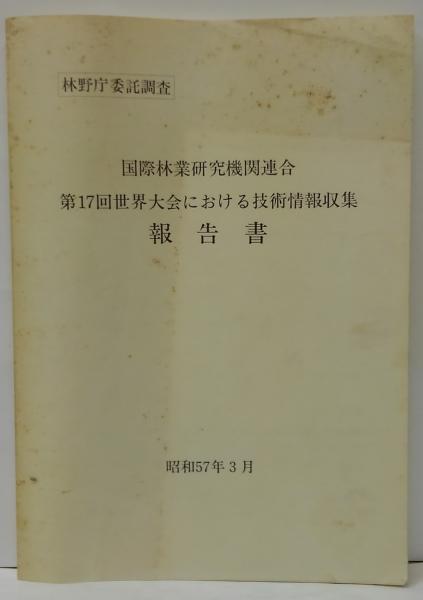 林野庁委託調査
国際林業研究機関連合
第17回世界大会における技術情報収集
報告書
昭和57年3月